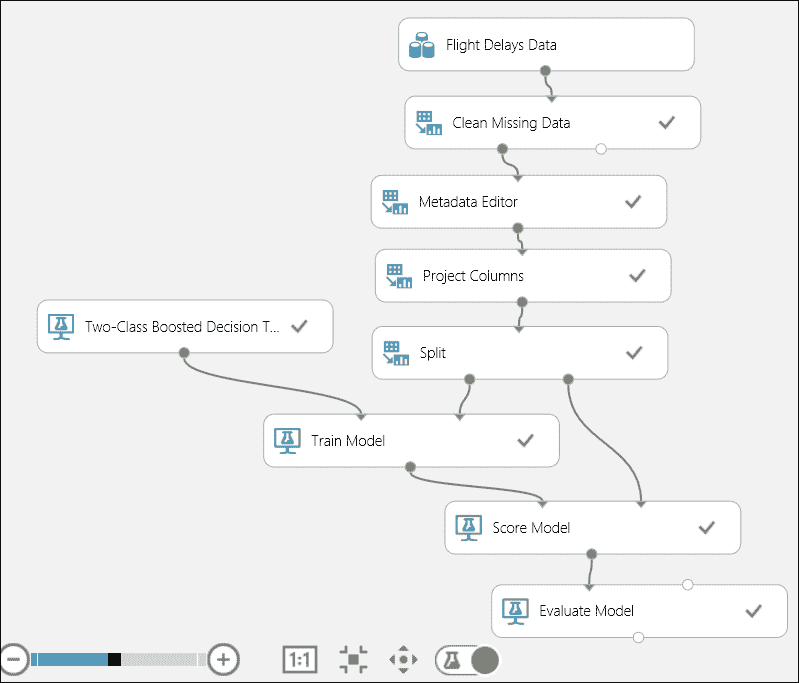 Flight Delays Data
Clean Missing Data
Metadata Editor
Project Columns
Two-Class Boosted Decision T...
Split
Train Model
Score Model
Evaluate Model
1:1